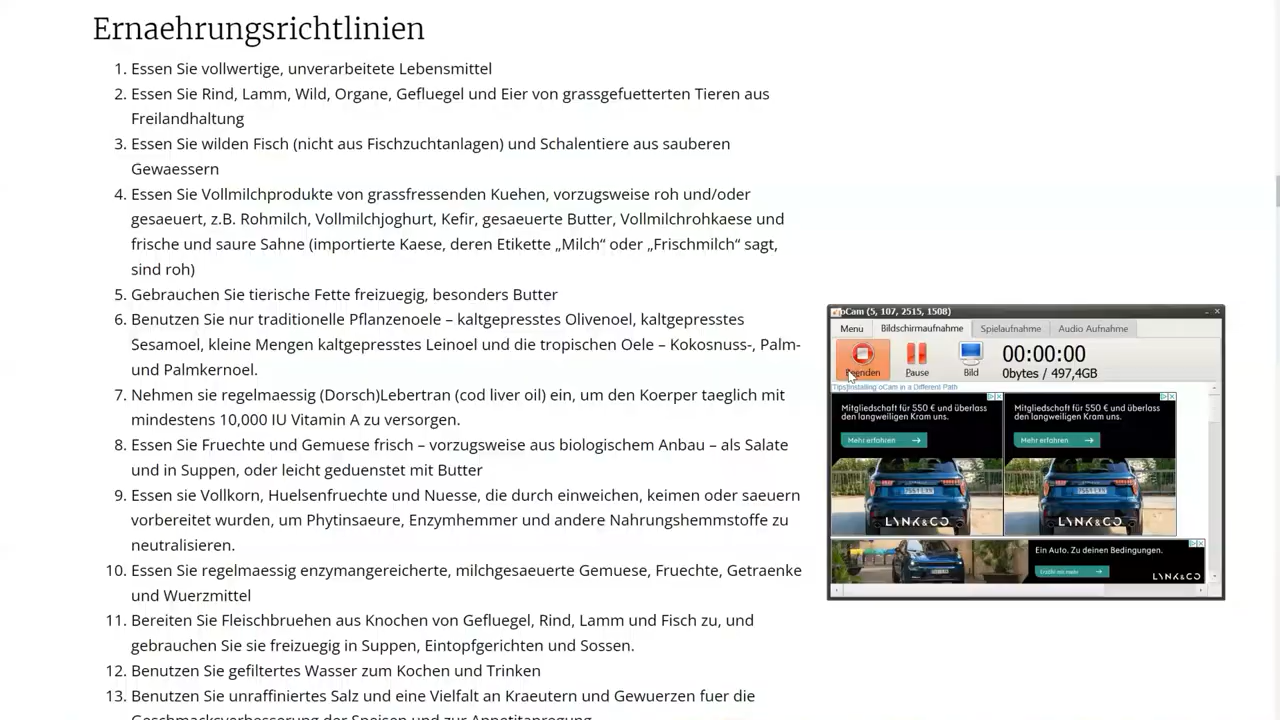 Ernaehrungsrichtlinien
1. Essen Sie vollwertige, unverarbeitete Lebensmittel
2. Essen Sie Rind, Lamm, Wild, Organe, Gefluegel und Eier von grassgefuetterten Tieren aus
Freilandhaltung
3. Essen Sie wilden Fisch (nicht aus Fischzuchtanlagen) und Schalentiere aus sauberen
Gewaessern
4. Essen Sie Vollmilchprodukte von grassfressenden Kuehen, vorzugsweise roh und/oder
gesaeuert, z.B. Rohmilch, Vollmilchjoghurt, Kefir, gesaeuerte Butter, Vollmilchrohkaese und
frische und saure Sahne (importierte Kaese, deren Etikette „Milch“ oder „Frischmilch“ sagt,
sind roh)
5. Gebrauchen Sie tierische Fette freizuegig, besonders Butter
6. Benutzen Sie nur traditionelle Pflanzenoele – kaltgepresstes Olivenoel, kaltgepresstes
Sesamoel, kleine Mengen kaltgepresstes Leinoel und die tropischen Oele – Kokosnuss-, Palm-
und Palmkernoel.
7. Nehmen sie regelmaessig (Dorsch)Lebertran (cod liver oil) ein, um den Koerper taeglich mit
mindestens 10,000 IU Vitamin A zu versorgen.
8. Essen Sie Fruechte und Gemuese frisch – vorzugsweise aus biologischem Anbau – als Salate
und in Suppen, oder leicht geduenstet mit Butter
9. Essen sie Vollkorn, Huelsenfruechte und Nuesse, die durch einweichen, keimen oder saeuern
vorbereitet wurden, um Phytinsaeure, Enzymhemmer und andere Nahrungshemmstoffe zu
neutralisieren.
10. Essen Sie regelmaessig enzymangereicherte, milchgesaeuerte Gemuese, Fruechte, Getraenke
und Wuerzmittel
11. Bereiten Sie Fleischbruehen aus Knochen von Gefluegel, Rind, Lamm und Fisch zu, und
gebrauchen Sie sie freizuegig in Suppen, Eintopfgerichten und Sossen.
12. Benutzen Sie gefiltertes Wasser zum Kochen und Trinken
13. Benutzen Sie unraffiniertes Salz und eine Vielfalt an Kraeutern und Gewuerzen fuer die
Geschmacksverbesserung der Speisen und zur Appetitanregung
oCam (5, 107, 2515, 1508)
Menu Bildschirmaufnahme Spielaufnahme Audio Aufnahme
Beenden Pause Bild
00:00:00
0bytes / 497,4GB
[Tips]Installing oCam in a Different Path
Mitgliedschaft für 550 € und überlass
den langweiligen Kram uns.
Mehr erfahren
LYNK&CO
Mitgliedschaft für 550 € und überlass
den langweiligen Kram uns.
Mehr erfahren
LYNK&CO
Ein Auto. Zu deinen Bedingungen.
LYNK&CO